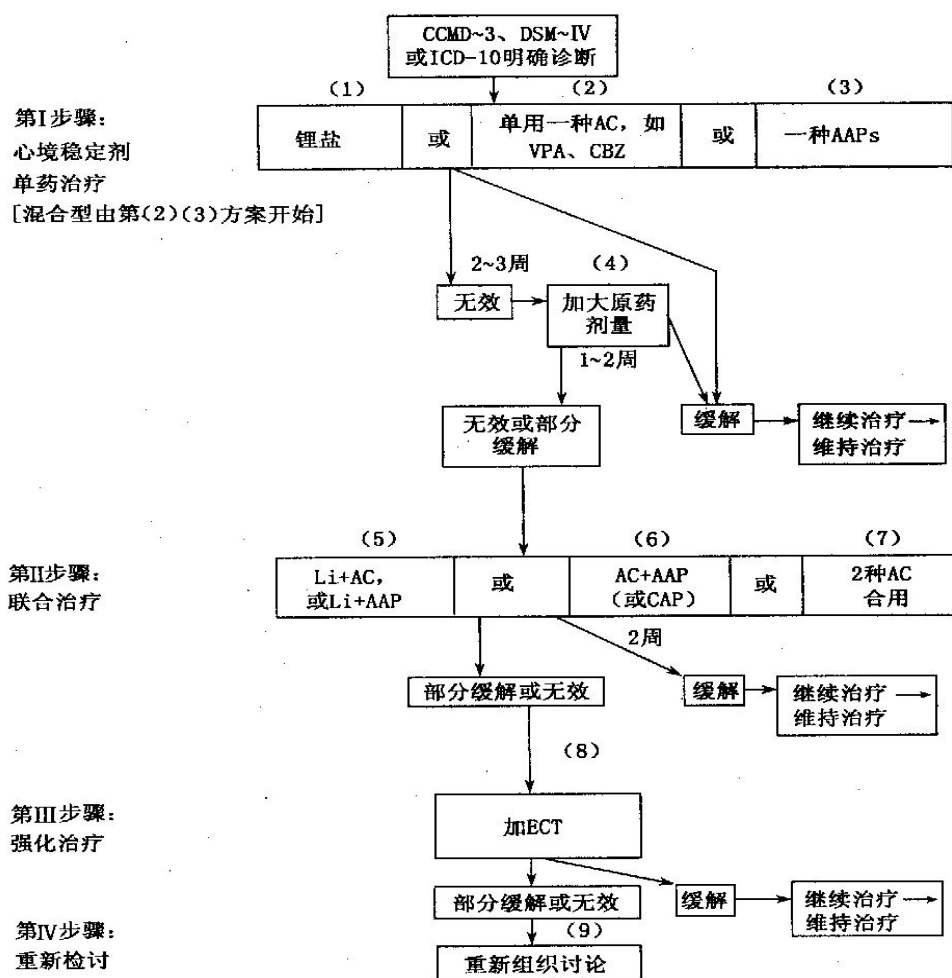 CCMD~3、DSM~IV
或ICD-10明确诊断
(1)
(2)
(3)
第I步骤:
心境稳定剂
单药治疗
[混合型由第(2)(3)方案开始]
锂盐
或
单用一种AC, 如
VPA、CBZ
或
一种AAPs
2~3周
(4)
无效
加大原药
剂量
1~2周
无效或部分
缓解
缓解
继续治疗
维持治疗
(5)
(6)
(7)
第II步骤:
联合治疗
Li+AC,
或Li+AAP
或
AC+AAP
(或CAP)
或
2种AC
合用
2周
部分缓解或无效
缓解
继续治疗
维持治疗
(8)
第III步骤:
强化治疗
加ECT
部分缓解或无效
缓解
继续治疗
维持治疗
(9)
第IV步骤:
重新检讨
重新组织讨论